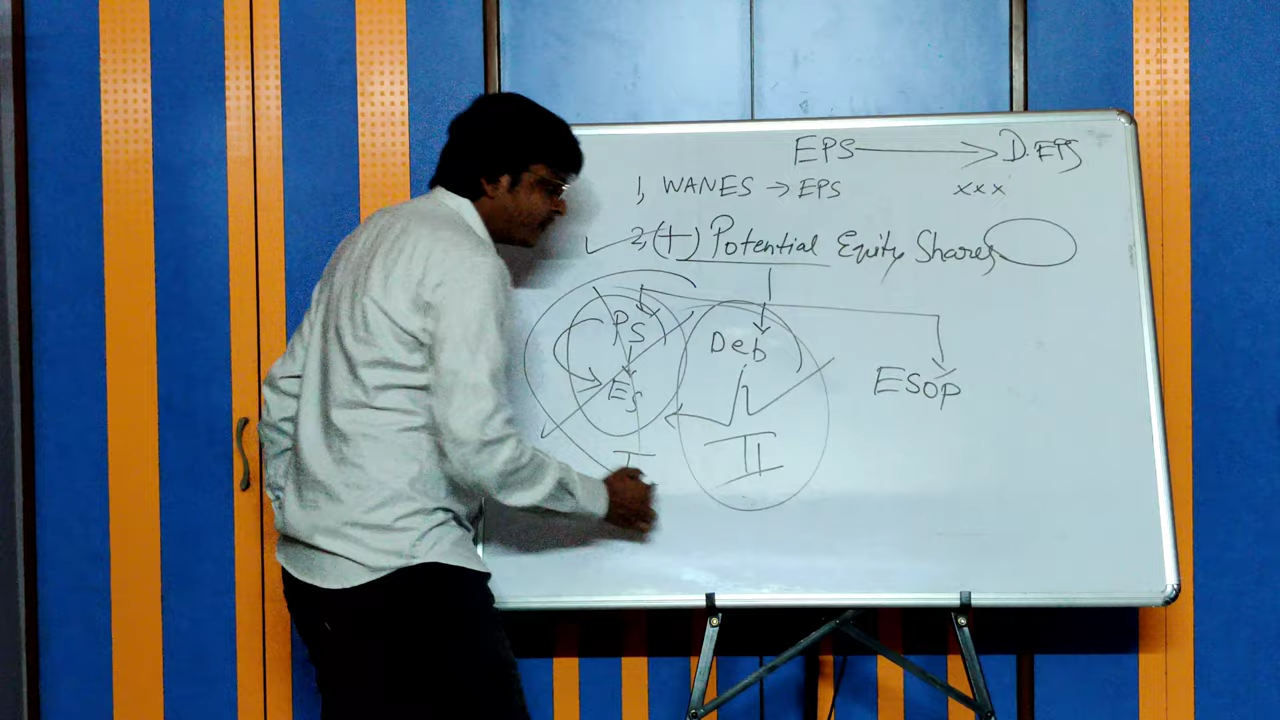 EPS → D.EPS
1, WANES → EPS xxx
2, (+) Potential Equity Shares
PS Deb
ES ESOP
I II